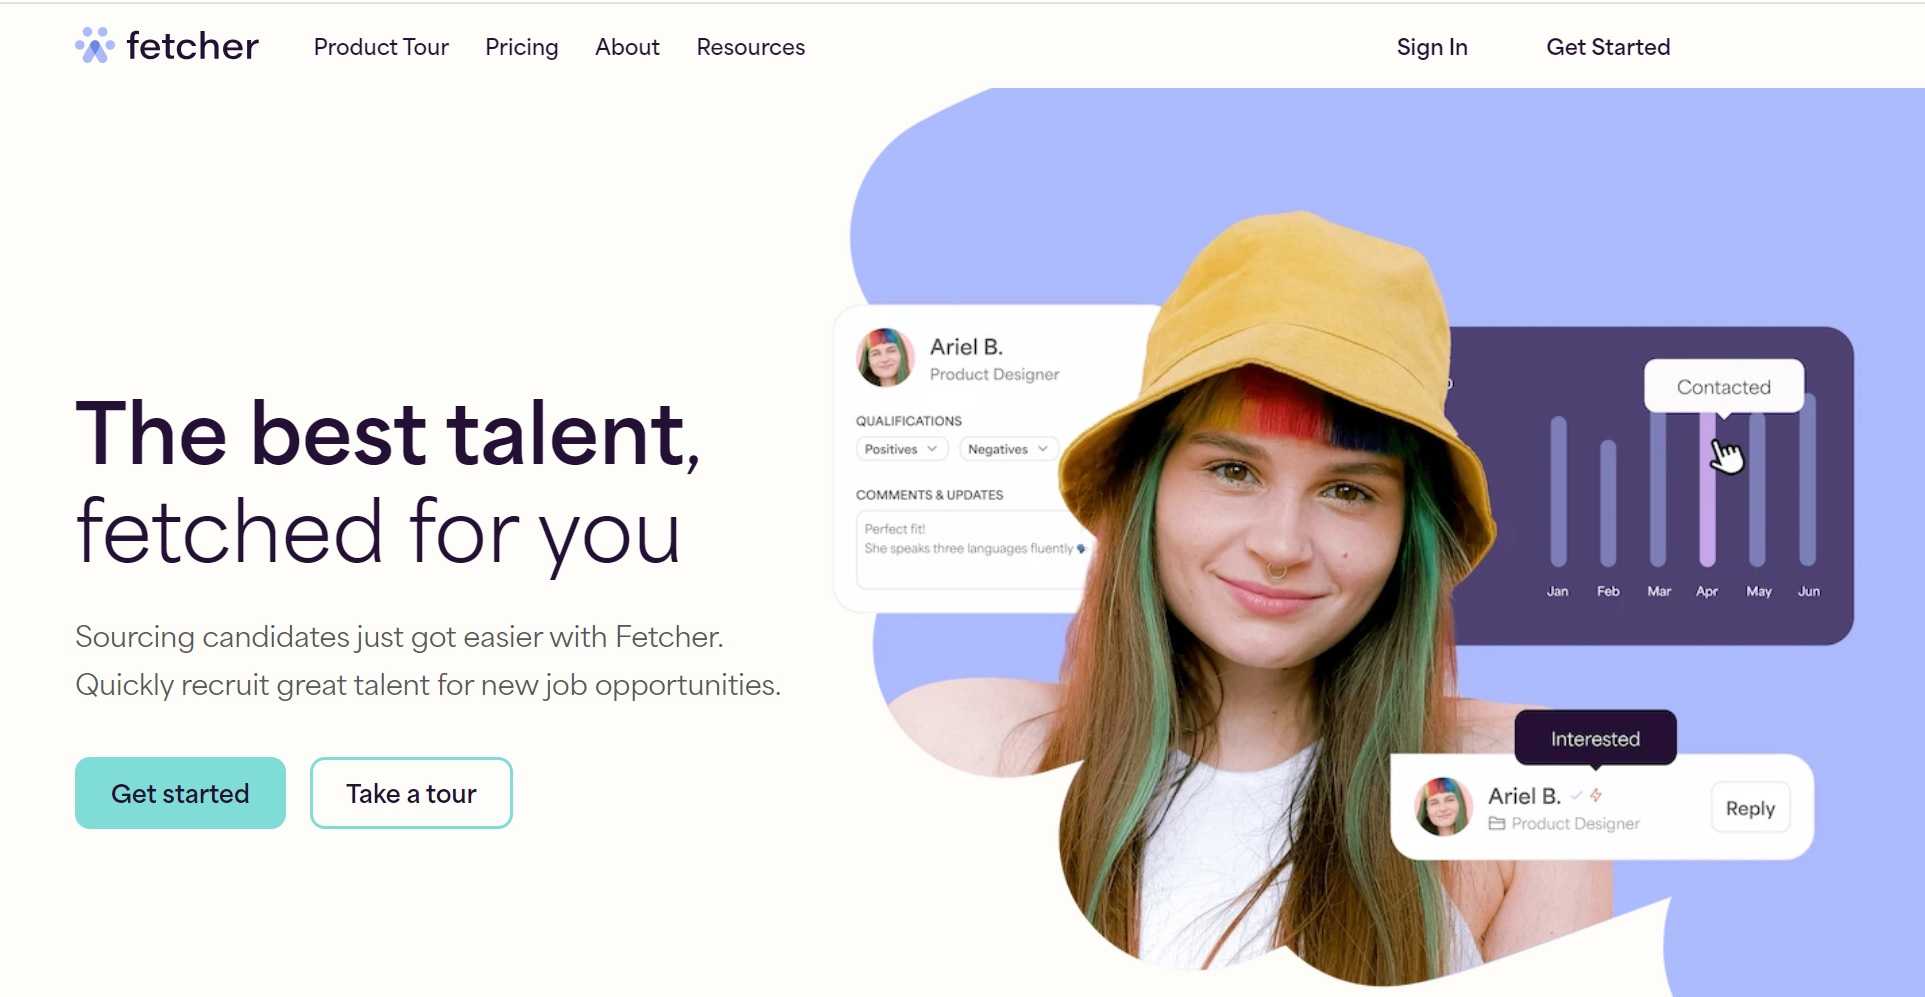 fetcher
Product Tour
Pricing
About
Resources
Sign In
Get Started
The best talent,
fetched for you
Sourcing candidates just got easier with Fetcher.
Quickly recruit great talent for new job opportunities.
Get started
Take a tour
Ariel B.
Product Designer
QUALIFICATIONS
Positives
Negatives
COMMENTS & UPDATES
Perfect fit!
She speaks three languages fluently
Contacted
Jan Feb Mar Apr May Jun
Interested
Ariel B.
Product Designer
Reply